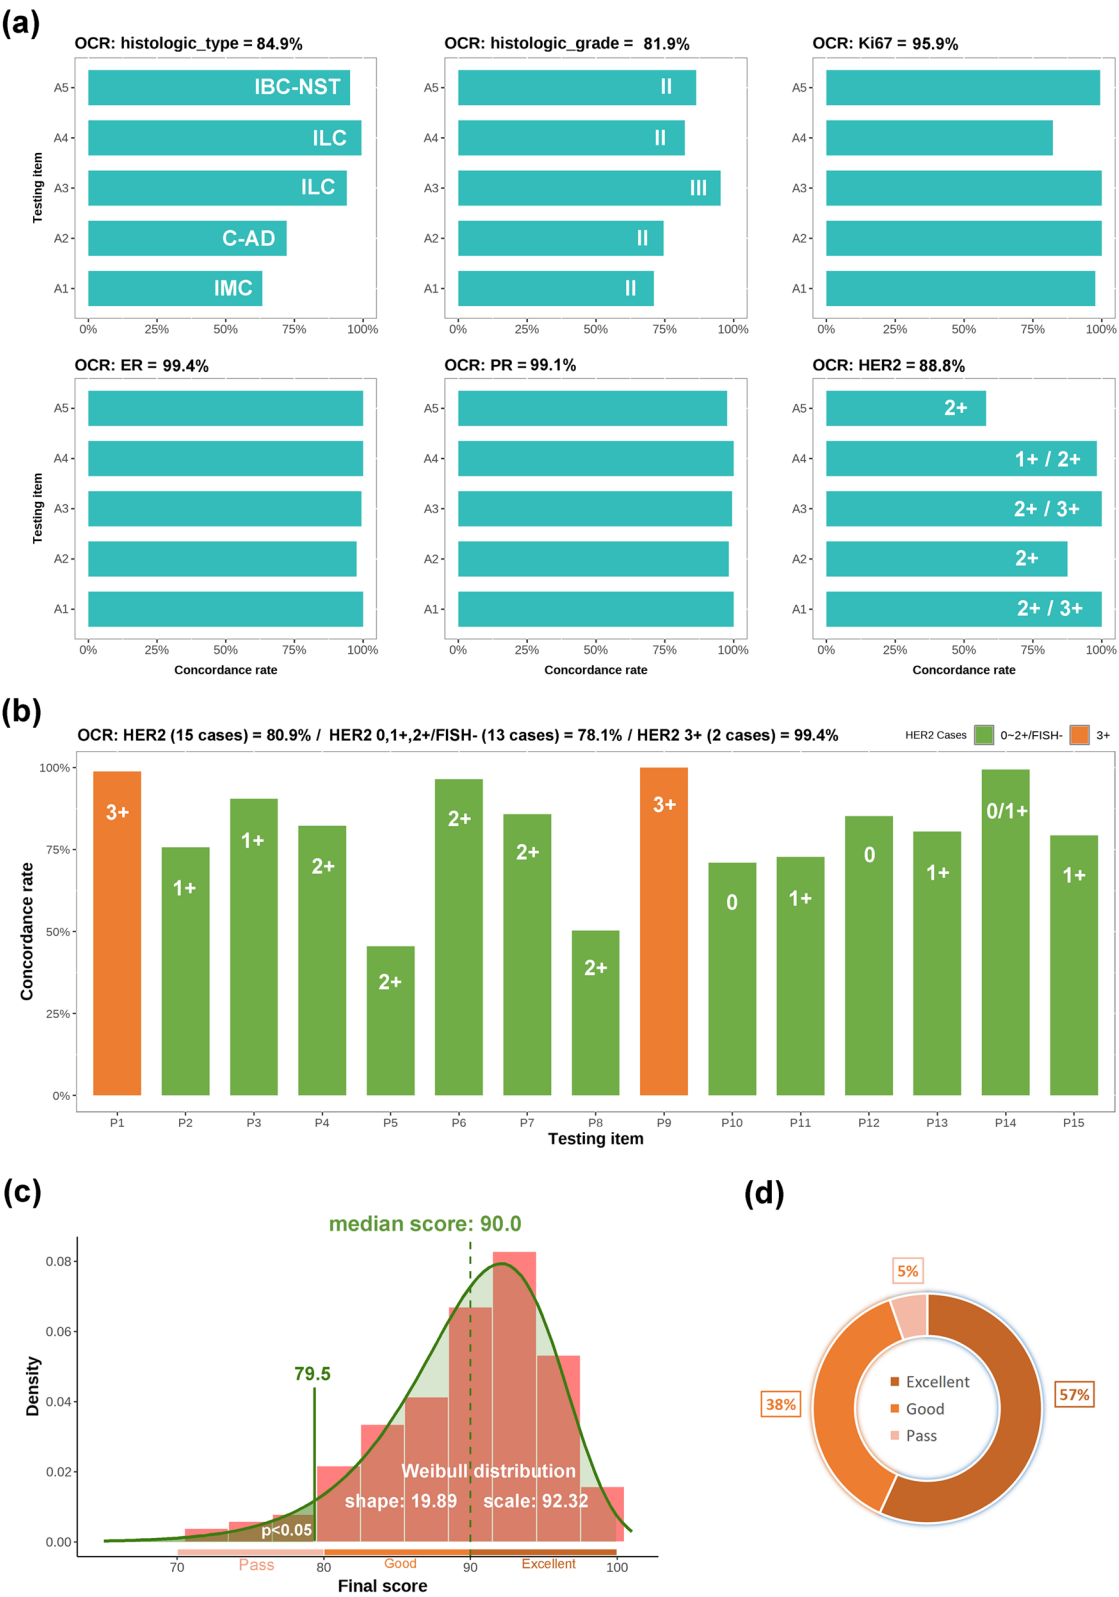 (a)
OCR: histologic_type = 84.9%
OCR: histologic_grade = 81.9%
OCR: Ki67 = 95.9%
Testing item
A5
IBC-NST
A4
ILC
A3
ILC
A2
C-AD
A1
IMC
0% 25% 50% 75% 100%
A5
II
A4
II
A3
III
A2
II
A1
II
0% 25% 50% 75% 100%
A5
A4
A3
A2
A1
0% 25% 50% 75% 100%
OCR: ER = 99.4%
OCR: PR = 99.1%
OCR: HER2 = 88.8%
Testing item
A5
A4
A3
A2
A1
0% 25% 50% 75% 100%
Concordance rate
0% 25% 50% 75% 100%
Concordance rate
A5
2+
A4
1+ / 2+
A3
2+ / 3+
A2
2+
A1
2+ / 3+
0% 25% 50% 75% 100%
Concordance rate
(b)
OCR: HER2 (15 cases) = 80.9% / HER2 0,1+,2+/FISH- (13 cases) = 78.1% / HER2 3+ (2 cases) = 99.4%
HER2 Cases 0~2+/FISH- 3+
Concordance rate
100%
75%
50%
25%
0%
3+ 1+ 1+ 2+ 2+ 2+ 2+ 2+ 3+ 0 1+ 0 1+ 0/1+ 1+
P1 P2 P3 P4 P5 P6 P7 P8 P9 P10 P11 P12 P13 P14 P15
Testing item
(c)
median score: 90.0
Density
0.08
0.06
0.04
0.02
0.00
79.5
Weibull distribution
shape: 19.89 scale: 92.32
p<0.05
Pass Good Excellent
70 80 90 100
Final score
(d)
5%
38%
57%
Excellent
Good
Pass